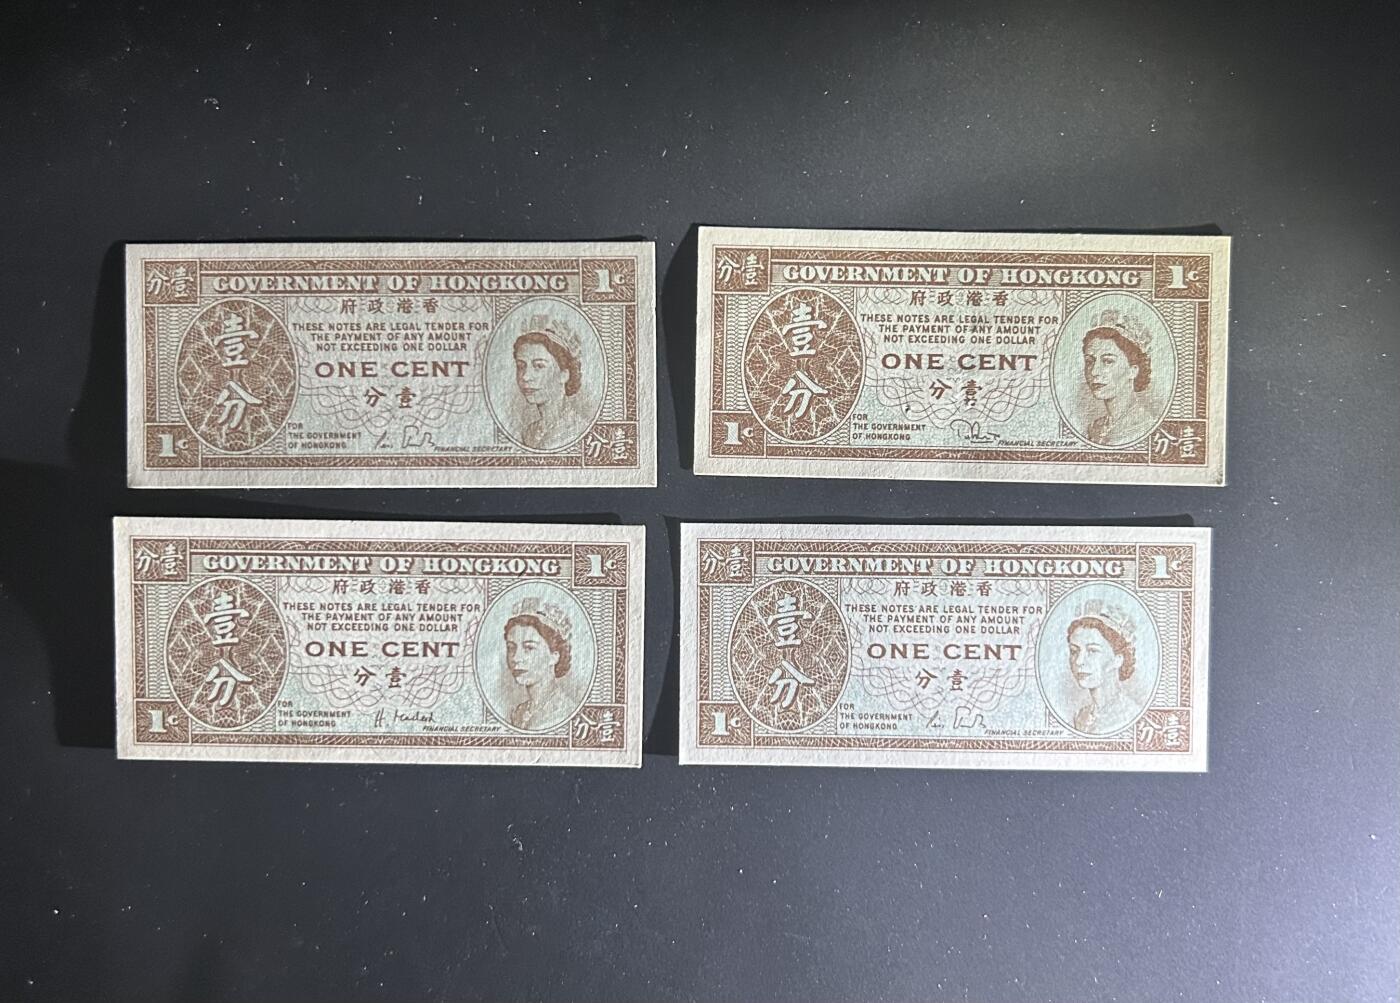 分壹 GOVERNMENT OF HONGKONG 1c
府政港香
壹分
THESE NOTES ARE LEGAL TENDER FOR
THE PAYMENT OF ANY AMOUNT
NOT EXCEEDING ONE DOLLAR
ONE CENT
分壹
FOR
THE GOVERNMENT
OF HONGKONG
FINANCIAL SECRETARY
1c 分壹
分壹 GOVERNMENT OF HONGKONG 1c
府政港香
壹分
THESE NOTES ARE LEGAL TENDER FOR
THE PAYMENT OF ANY AMOUNT
NOT EXCEEDING ONE DOLLAR
ONE CENT
分壹
FOR
THE GOVERNMENT
OF HONGKONG
FINANCIAL SECRETARY
1c 分壹
分壹 GOVERNMENT OF HONGKONG 1c
府政港香
壹分
THESE NOTES ARE LEGAL TENDER FOR
THE PAYMENT OF ANY AMOUNT
NOT EXCEEDING ONE DOLLAR
ONE CENT
分壹
FOR
THE GOVERNMENT
OF HONGKONG
FINANCIAL SECRETARY
1c 分壹
分壹 GOVERNMENT OF HONGKONG 1c
府政港香
壹分
THESE NOTES ARE LEGAL TENDER FOR
THE PAYMENT OF ANY AMOUNT
NOT EXCEEDING ONE DOLLAR
ONE CENT
分壹
FOR
THE GOVERNMENT
OF HONGKONG
FINANCIAL SECRETARY
1c 分壹